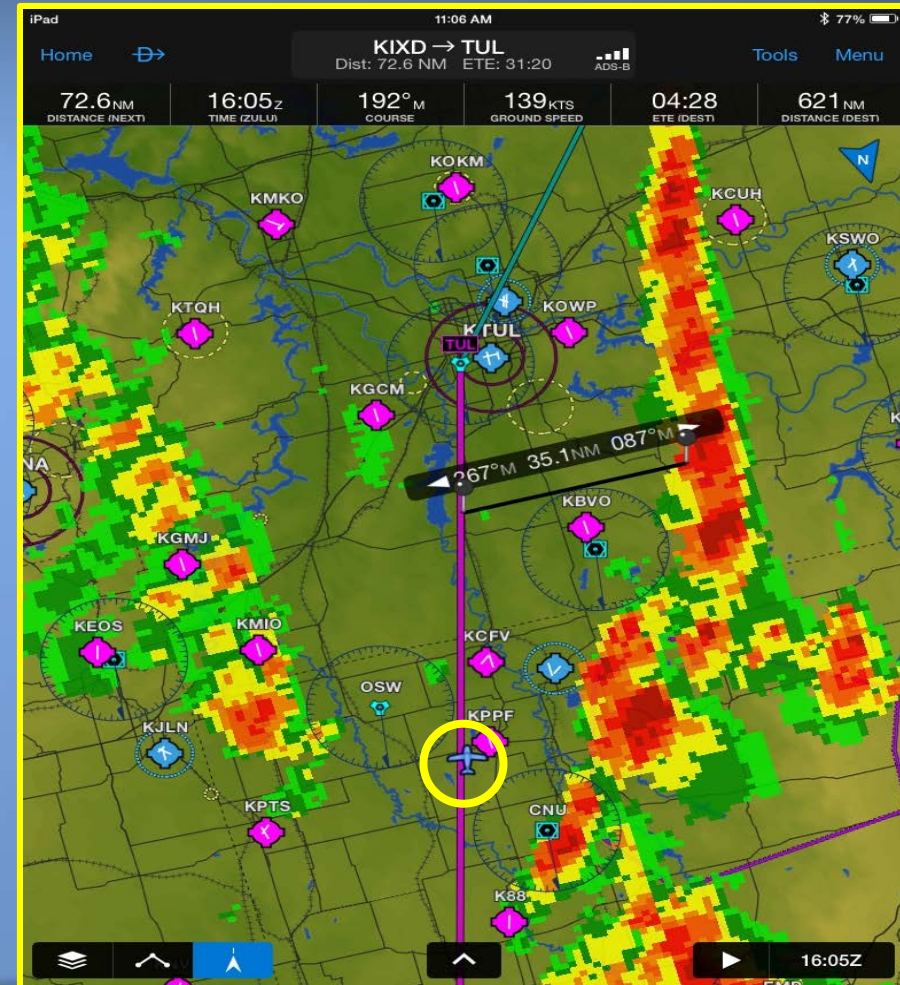 iPad 11:06 AM 77%
Home D KIXD → TUL Tools Menu
Dist: 72.6 NM ETE: 31:20 ADS-B
72.6NM 16:05Z 192°M 139KTS 04:28 621NM
DISTANCE (NEXT) TIME (ZULU) COURSE GROUND SPEED ETE (DEST) DISTANCE (DEST)
N
KOKM
KCUH
KMKO
KSWO
KTQH
KOWP
KTUL
TUL
KGCM
267°M 35.1NM 087°M
NA
KBVO
KGMJ
KEOS
KMIO
KCFV
OSW
KPPF
KJLN
KPTS
CNU
K88
16:05Z